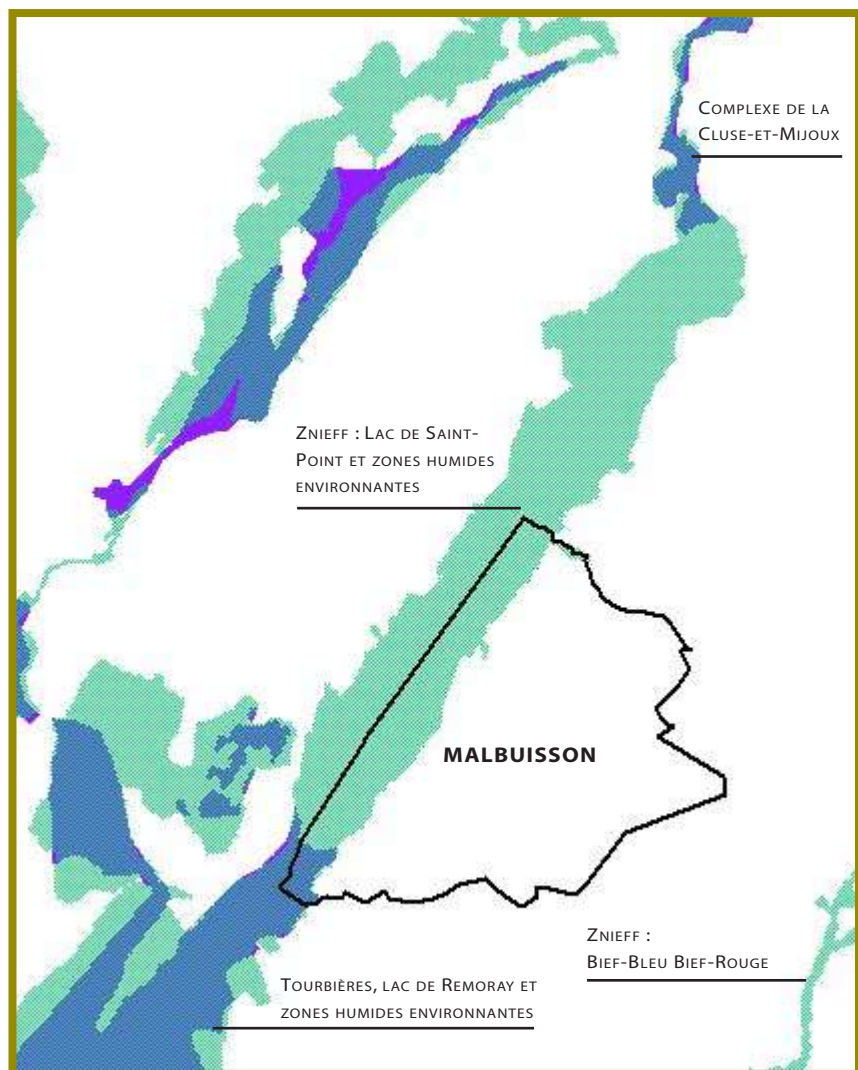 COMPLEXE DE LA
CLUSE-ET-MIJOUX
ZNIEFF : LAC DE SAINT-
POINT ET ZONES HUMIDES
ENVIRONNANTES
MALBUISSON
ZNIEFF :
BIEF-BLEU BIEF-ROUGE
TOURBIÈRES, LAC DE REMORAY ET
ZONES HUMIDES ENVIRONNANTES